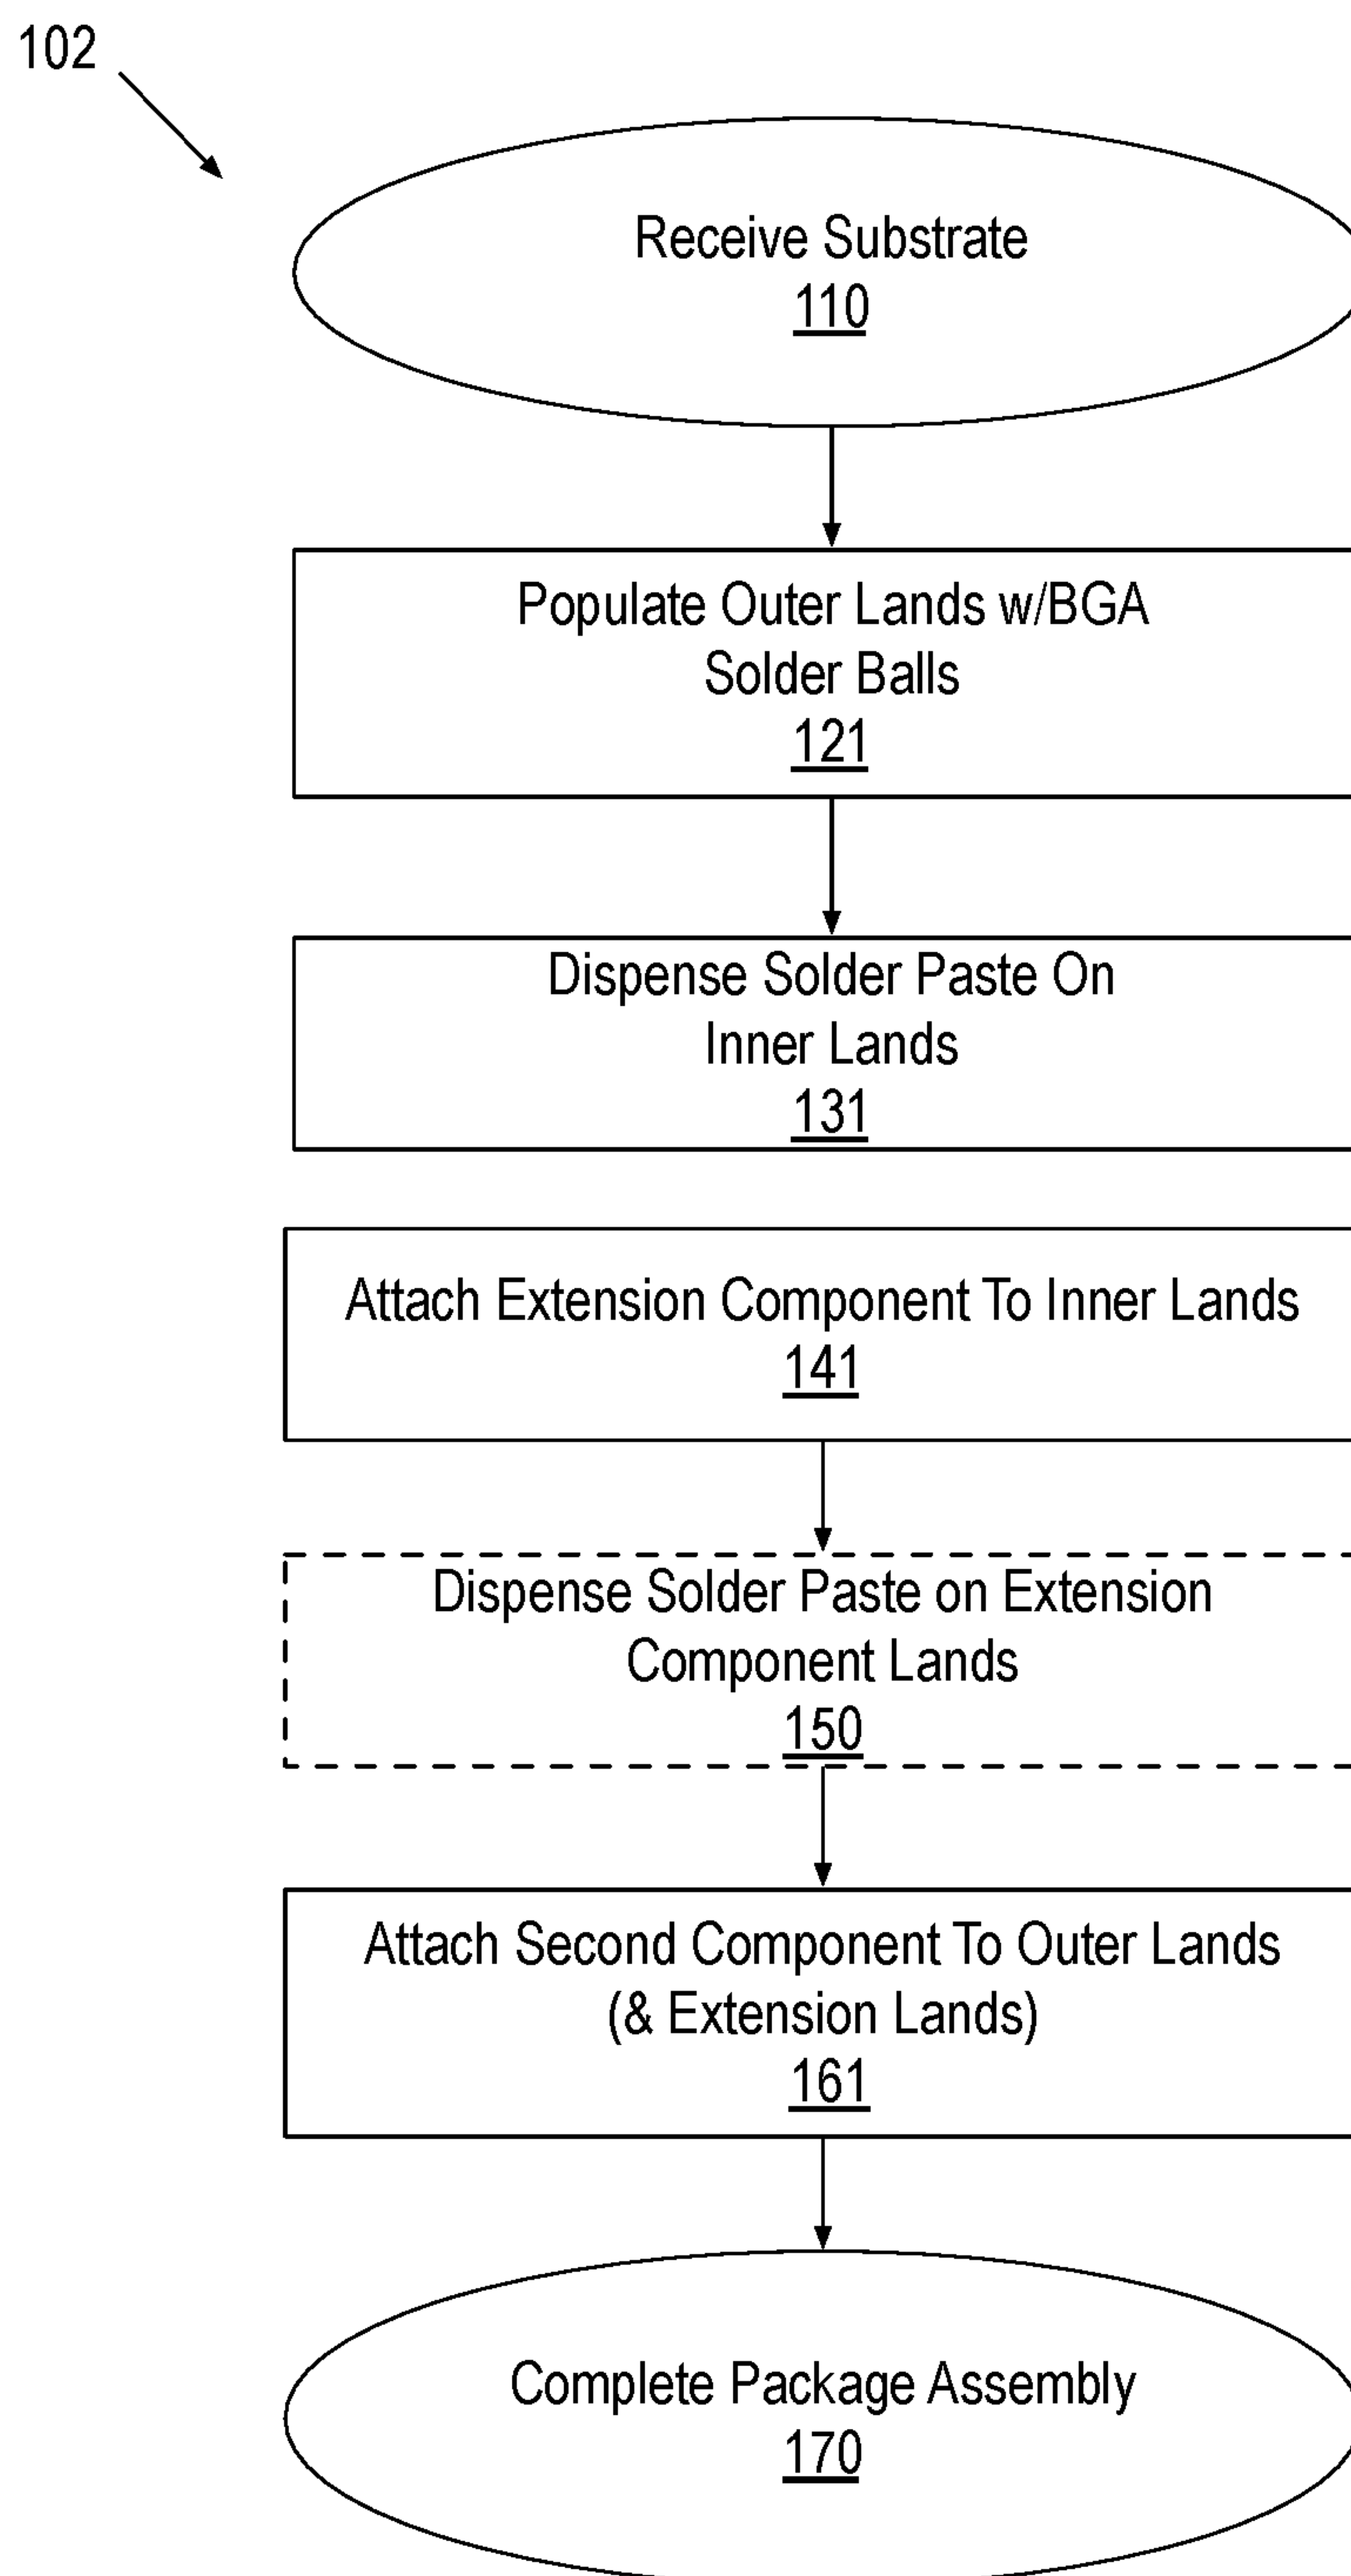 102
Receive Substrate
110
Populate Outer Lands w/BGA
Solder Balls
121
Dispense Solder Paste On
Inner Lands
131
Attach Extension Component To Inner Lands
141
Dispense Solder Paste on Extension
Component Lands
150
Attach Second Component To Outer Lands
(& Extension Lands)
161
Complete Package Assembly
170